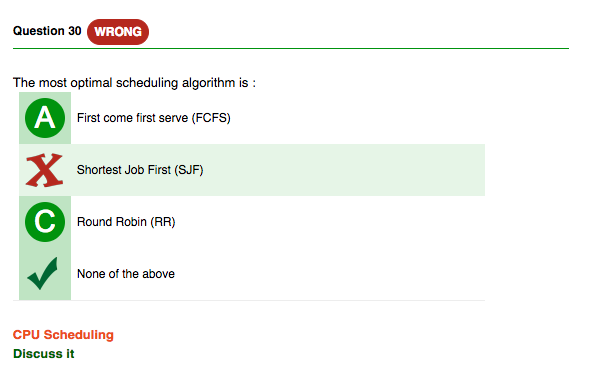 Question 30 WRONG
The most optimal scheduling algorithm is :
A First come first serve (FCFS)
X Shortest Job First (SJF)
C Round Robin (RR)
None of the above
CPU Scheduling
Discuss it